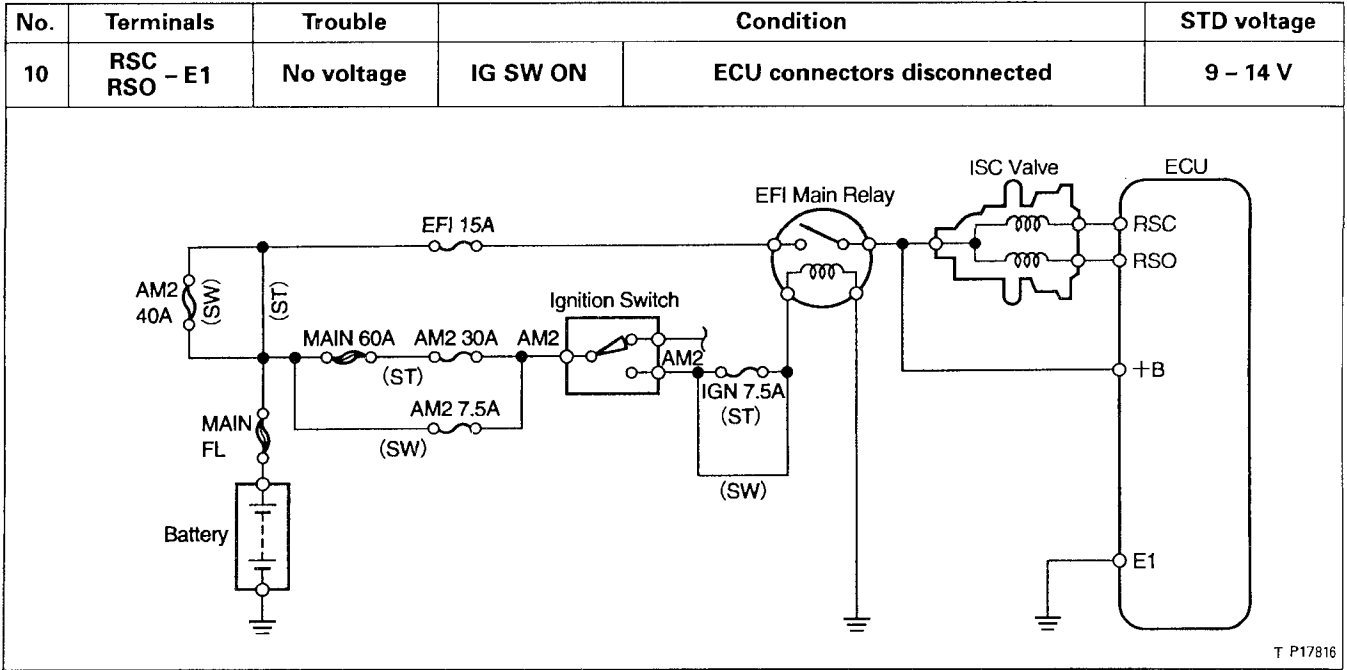 No. Terminals Trouble Condition STD voltage
10 RSC RSO – E1 No voltage IG SW ON ECU connectors disconnected 9 – 14 V
ISC Valve ECU
EFI Main Relay
EFI 15A
RSC
RSO
AM2 40A (SW) (ST)
Ignition Switch
MAIN 60A AM2 30A AM2
(ST)
AM2
IGN 7.5A
(ST)
+B
AM2 7.5A
(SW)
MAIN FL
(SW)
Battery
E1
T P17816